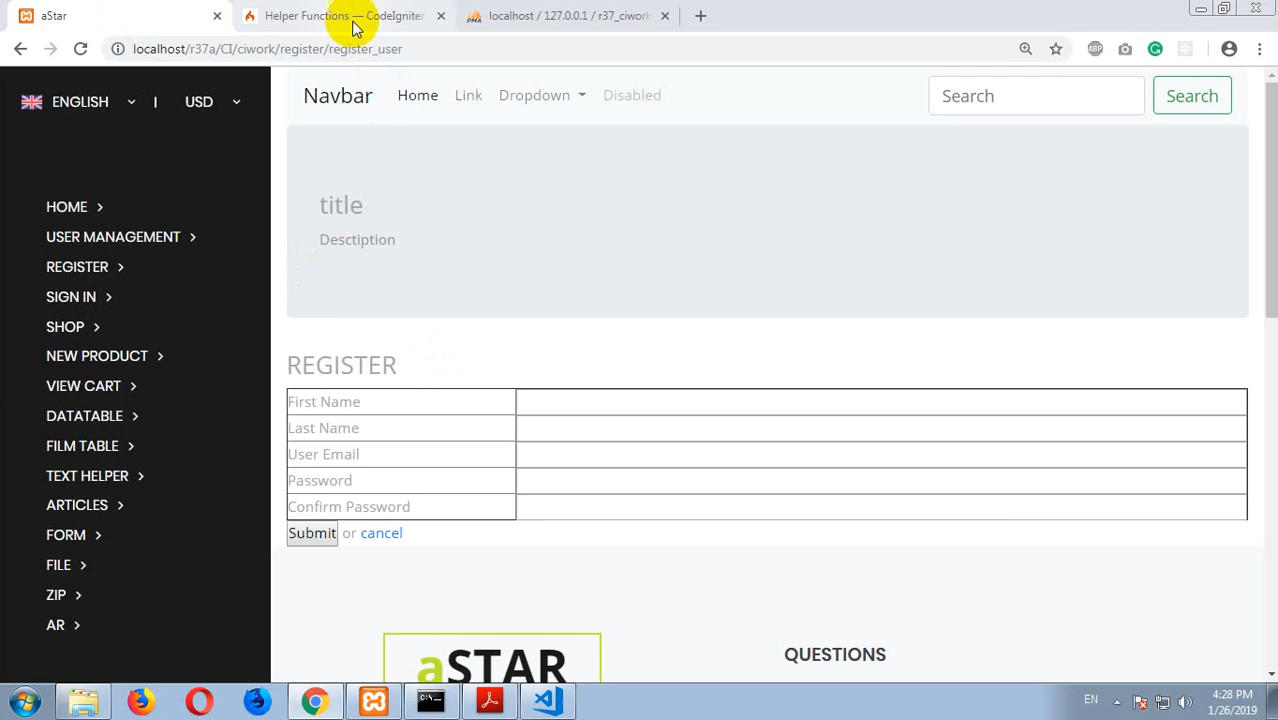 aStar
Helper Functions — CodeIgniter
localhost / 127.0.0.1 / r37_ciwork
localhost/r37a/CI/ciwork/register/register_user
ENGLISH | USD
HOME
USER MANAGEMENT
REGISTER
SIGN IN
SHOP
NEW PRODUCT
VIEW CART
DATATABLE
FILM TABLE
TEXT HELPER
ARTICLES
FORM
FILE
ZIP
AR
Navbar Home Link Dropdown Disabled Search Search
title
Desctiption
REGISTER
First Name
Last Name
User Email
Password
Confirm Password
Submit or cancel
aSTAR
QUESTIONS
EN
4:28 PM
1/26/2019